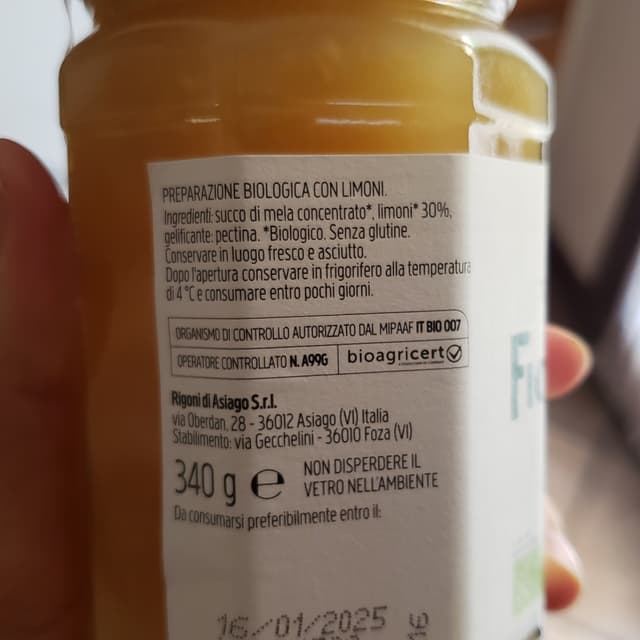 PREPARAZIONE BIOLOGICA CON LIMONI.
Ingredienti: succo di mela concentrato*, limoni* 30%,
gelificante: pectina. *Biologico. Senza glutine.
Conservare in luogo fresco e asciutto.
Dopo l'apertura conservare in frigorifero alla temperatura
di 4 °C e consumare entro pochi giorni.
ORGANISMO DI CONTROLLO AUTORIZZATO DAL MIPAAF IT BIO 007
OPERATORE CONTROLLATO N. A99G
bioagricert
Rigoni di Asiago S.r.l.
via Oberdan, 28 - 36012 Asiago (VI) Italia
Stabilimento: via Gecchelini - 36010 Foza (VI)
340 g e
NON DISPERDERE IL
VETRO NELL'AMBIENTE
Da consumarsi preferibilmente entro il:
16/01/2025